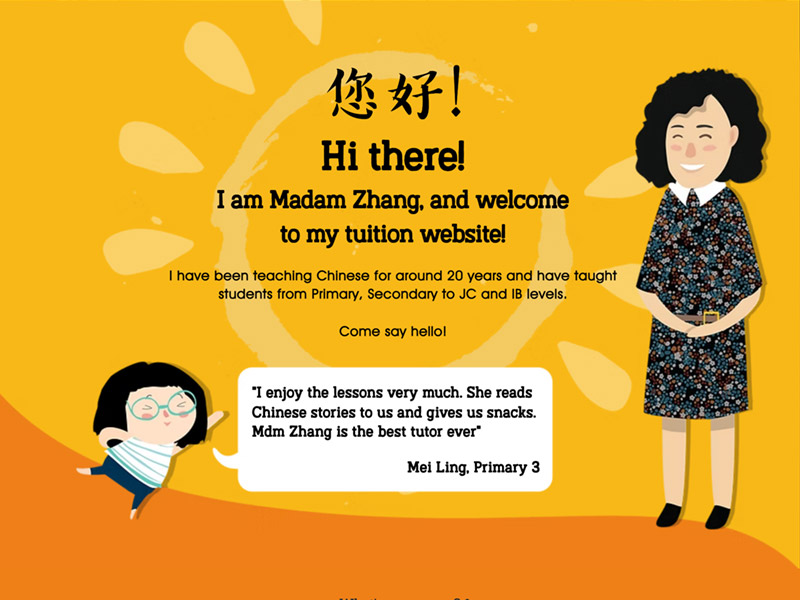 您好!
Hi there!
I am Madam Zhang, and welcome
to my tuition website!
I have been teaching Chinese for around 20 years and have taught
students from Primary, Secondary to JC and IB levels.
Come say hello!
"I enjoy the lessons very much. She reads
Chinese stories to us and gives us snacks.
Mdm Zhang is the best tutor ever"
Mei Ling, Primary 3